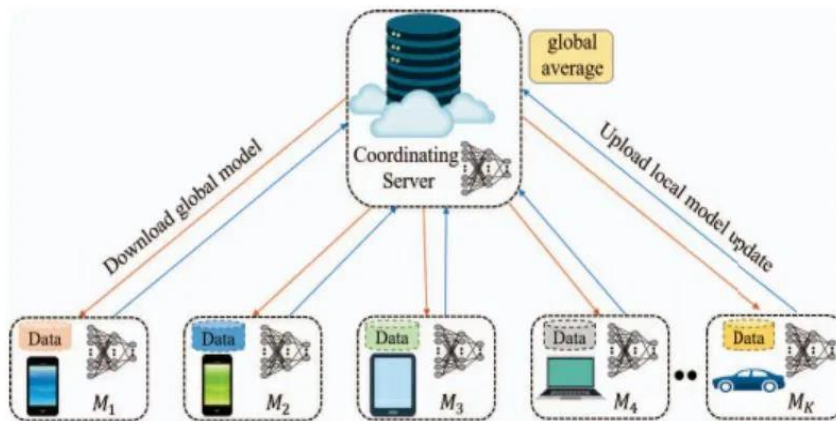 global
average
Coordinating
Server
Download global model
Upload local model update
Data
M₁
Data
M₂
Data
M₃
Data
M₄
Data
M_K